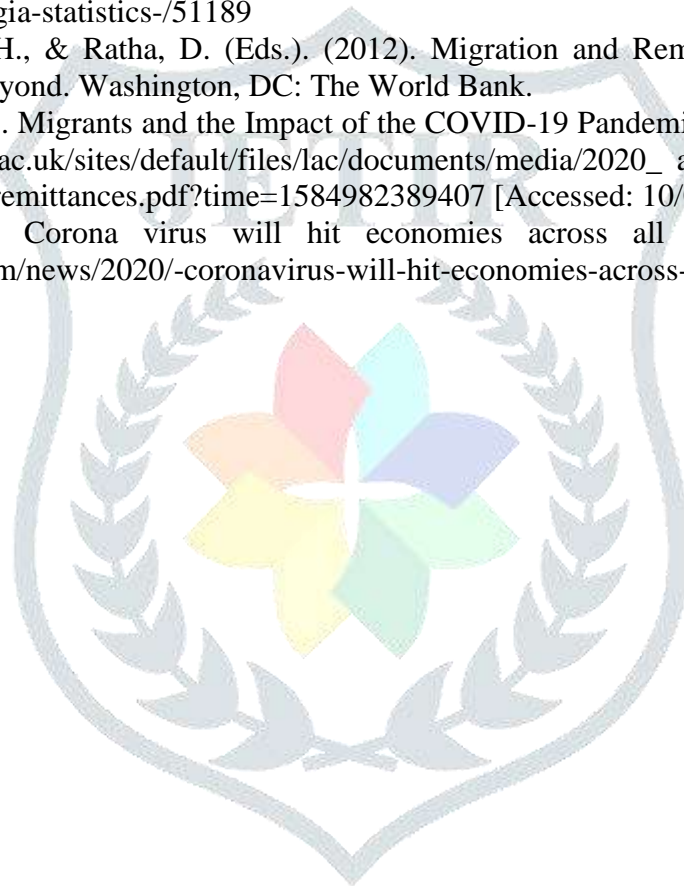 gia-statistics-/51189
H., & Ratha, D. (Eds.). (2012). Migration and Rem
yond. Washington, DC: The World Bank.
. Migrants and the Impact of the COVID-19 Pandemi
ac.uk/sites/default/files/lac/documents/media/2020_ a
remittances.pdf?time=1584982389407 [Accessed: 10/
Corona virus will hit economies across all
m/news/2020/-coronavirus-will-hit-economies-across-
JETIR